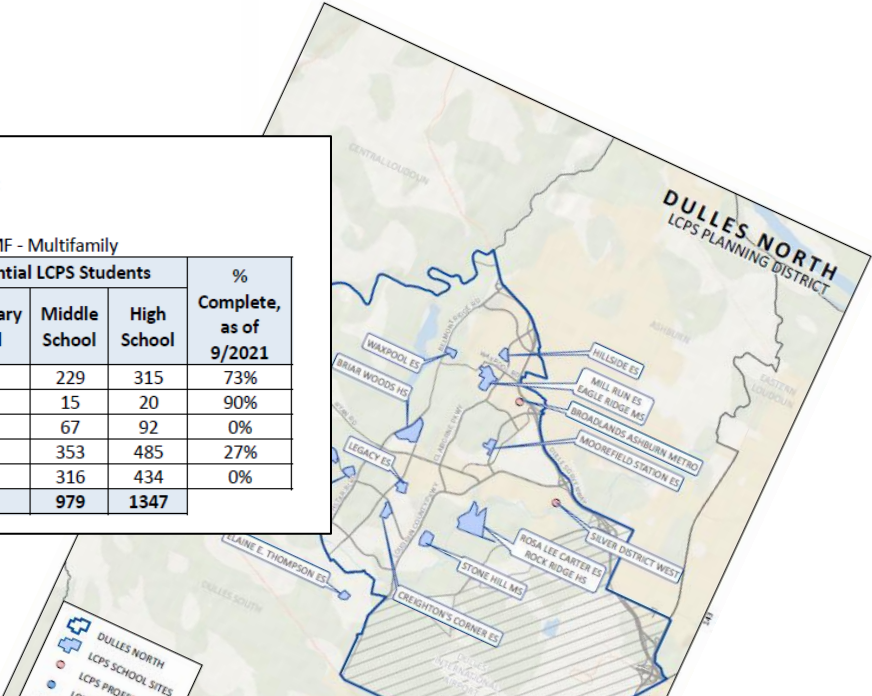 MF - Multifamily
ntial LCPS Students
%
Complete,
as of
9/2021
ary
Middle
School
High
School
229 315 73%
15 20 90%
67 92 0%
353 485 27%
316 434 0%
979 1347
DULLES NORTH
LCPS PLANNING DISTRICT
CENTRAL LOUDOUN
ASHBURN
EASTERN
LOUDOUN
WAXPOOL ES
BRIAR WOODS HS
HILLSIDE ES
MILL RUN ES
EAGLE RIDGE MS
BROADLANDS ASHBURN METRO
MOOREFIELD STATION ES
LEGACY ES
SILVER DISTRICT WEST
ROSA LEE CARTER ES
ROCK RIDGE HS
STONE HILL MS
ELAINE E. THOMPSON ES
CREIGHTON'S CORNER ES
DULLES SOUTH
DULLES NORTH
LCPS SCHOOL SITES